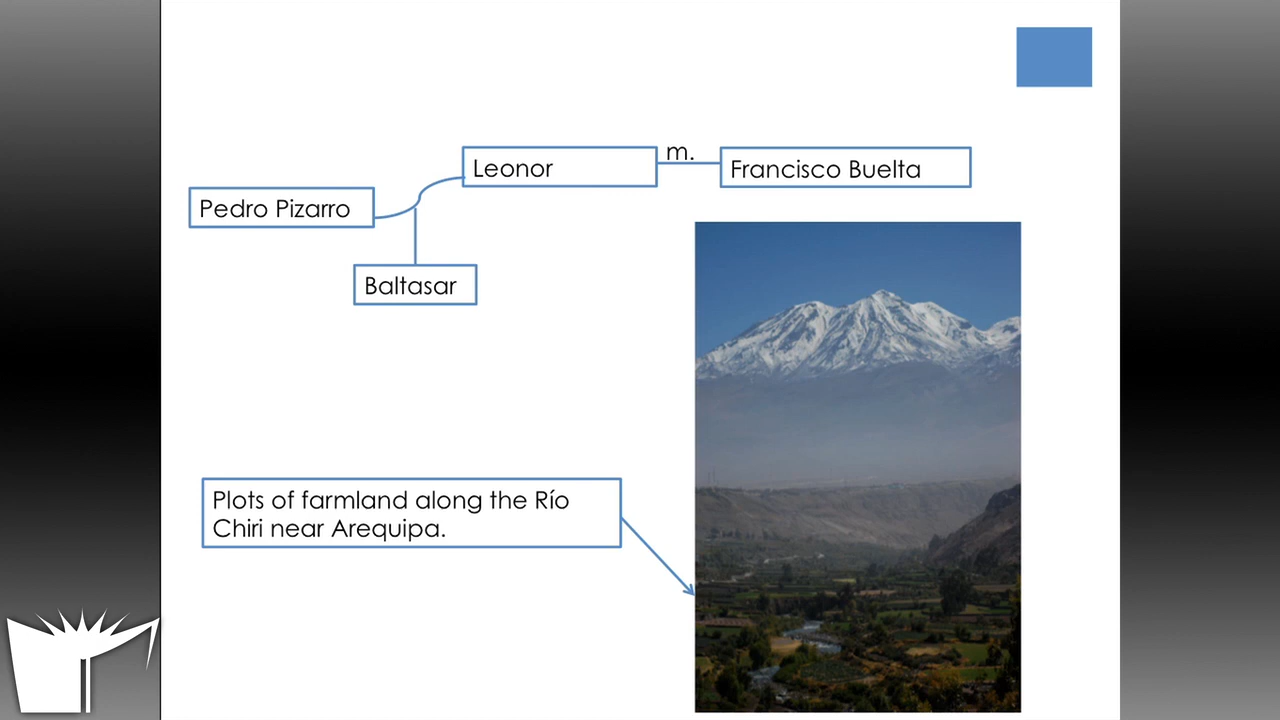 Leonor
m.
Francisco Buelta
Pedro Pizarro
Baltasar
Plots of farmland along the Río
Chiri near Arequipa.